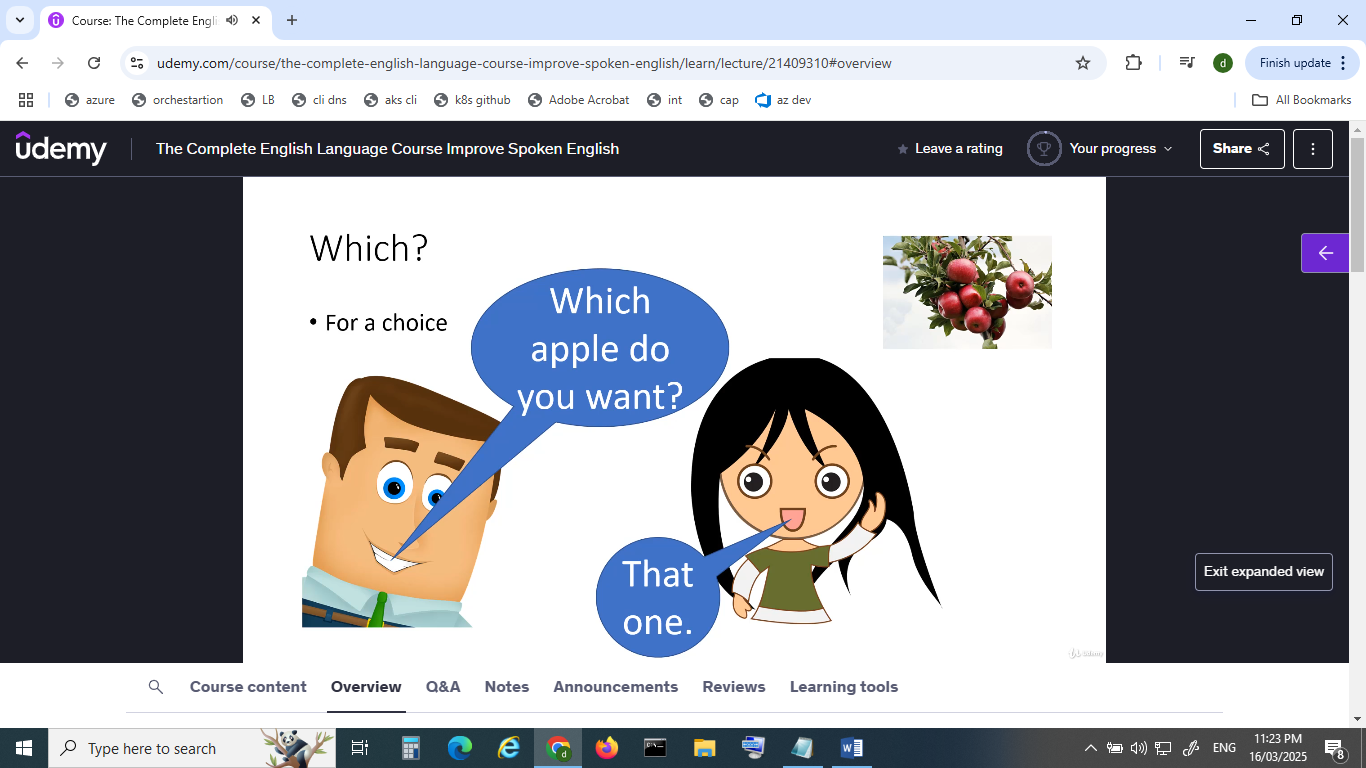 Course: The Complete Engli
udemy.com/course/the-complete-english-language-course-improve-spoken-english/learn/lecture/21409310#overview
Finish update
azure
orchestartion
LB
cli dns
aks cli
k8s github
Adobe Acrobat
int
cap
az dev
All Bookmarks
udemy
The Complete English Language Course Improve Spoken English
Leave a rating
Your progress
Share
Which?
• For a choice
Which
apple do
you want?
That
one.
Udemy
Exit expanded view
Course content
Overview
Q&A
Notes
Announcements
Reviews
Learning tools
Type here to search
ENG
11:23 PM
16/03/2025
8